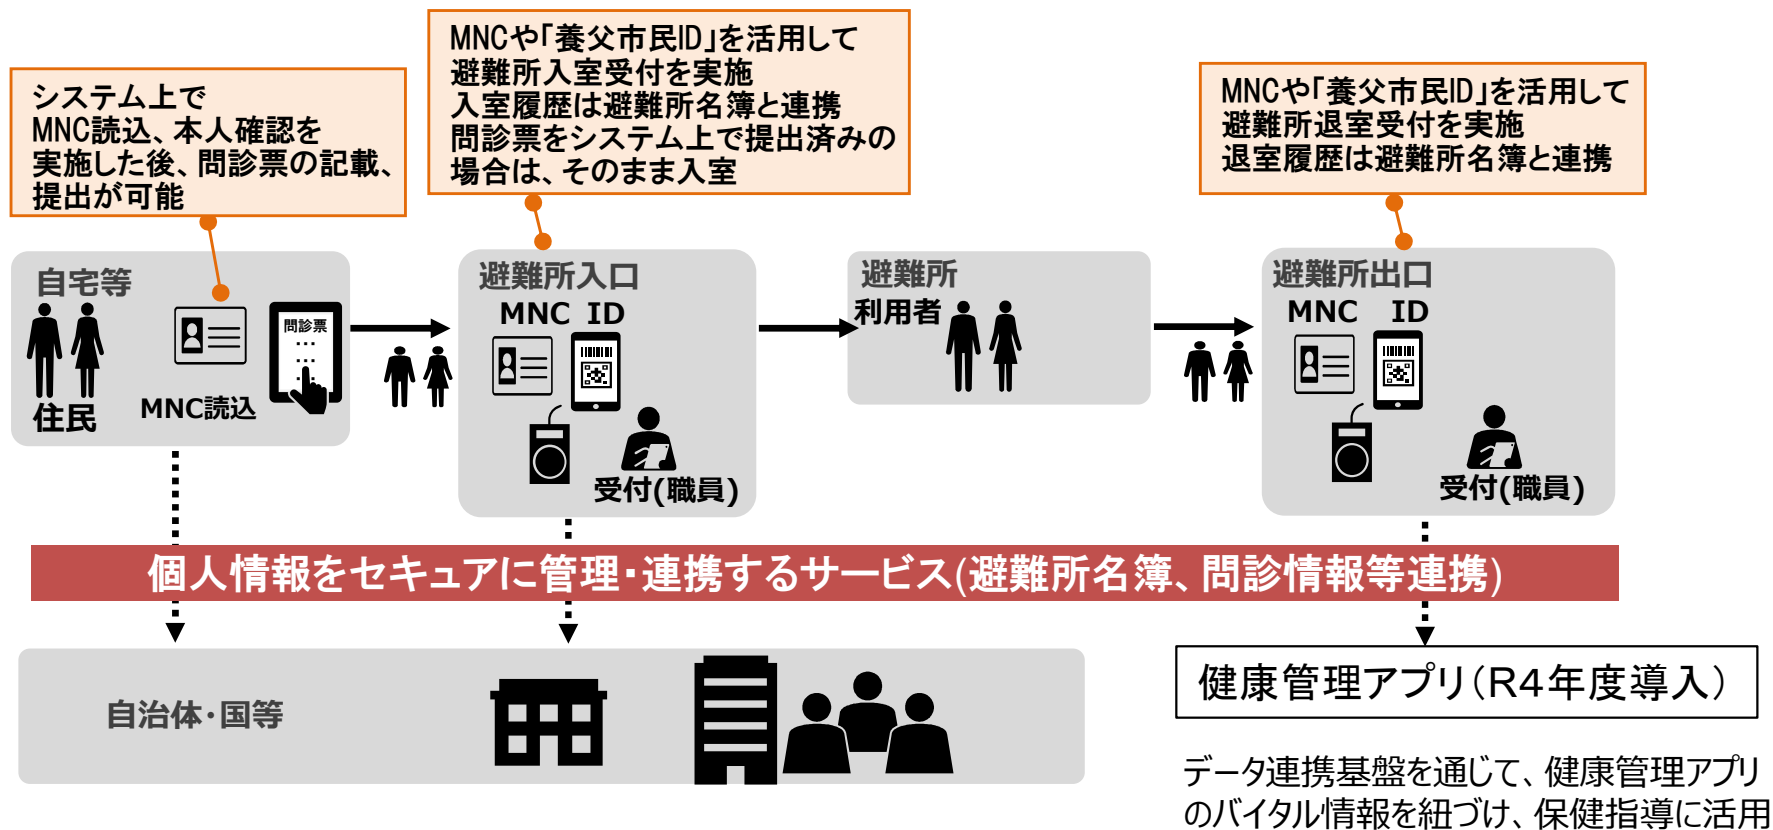 システム上で
MNC読込、本人確認を
実施した後、問診票の記載、
提出が可能
MNCや「養父市民ID」を活用して
避難所入室受付を実施
入室履歴は避難所名簿と連携
問診票をシステム上で提出済みの
場合は、そのまま入室
MNCや「養父市民ID」を活用して
避難所退室受付を実施
退室履歴は避難所名簿と連携
自宅等
住民
MNC読込
問診票
…
…
…
避難所入口
MNC ID
受付(職員)
避難所
利用者
避難所出口
MNC ID
受付(職員)
個人情報をセキュアに管理・連携するサービス(避難所名簿、問診情報等連携)
自治体・国等
健康管理アプリ(R4年度導入)
データ連携基盤を通じて、健康管理アプリ
のバイタル情報を紐づけ、保健指導に活用